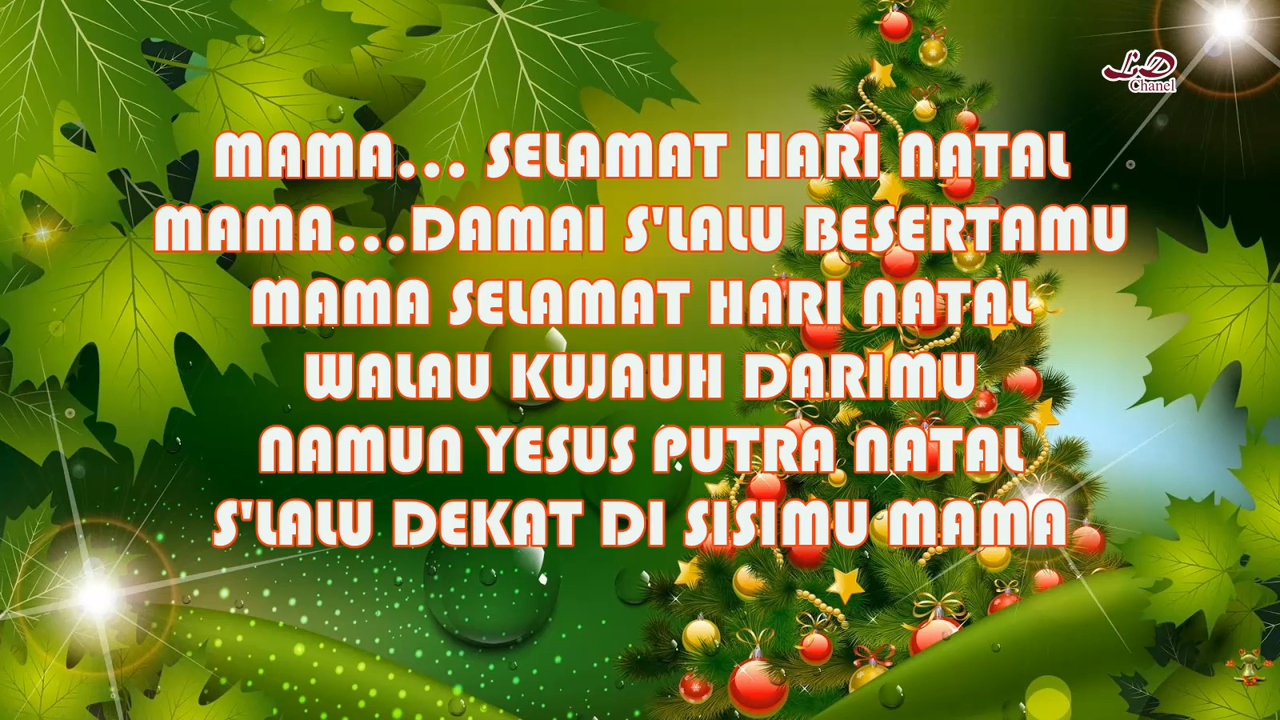 L.D
Chanel
MAMA... SELAMAT HARI NATAL
MAMA...DAMAI S'LALU BESERTAMU
MAMA SELAMAT HARI NATAL
WALAU KUJAUH DARIMU
NAMUN YESUS PUTRA NATAL
S'LALU DEKAT DI SISIMU MAMA